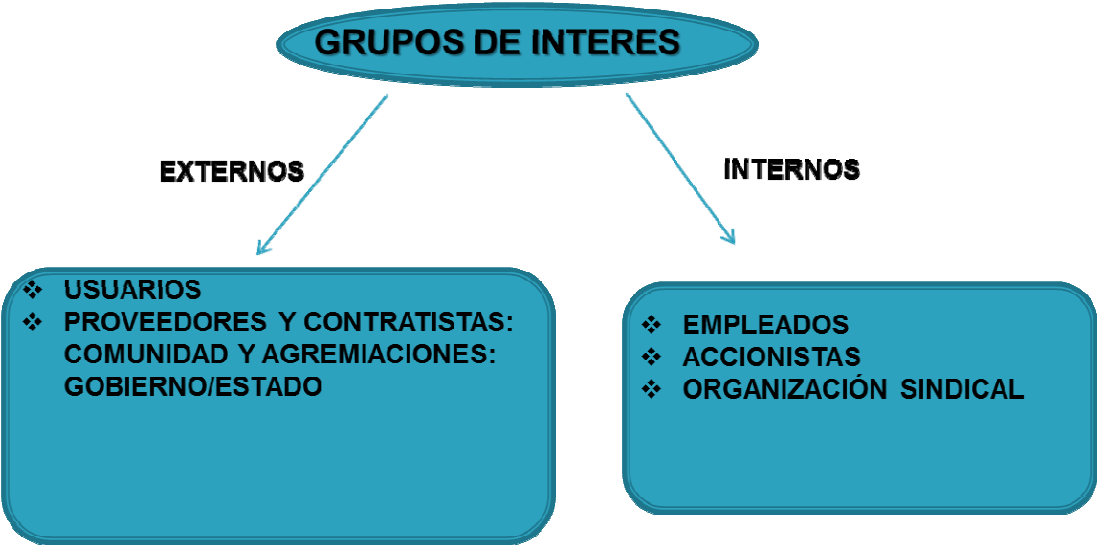 GRUPOS DE INTERES
EXTERNOS
INTERNOS
❖ USUARIOS
❖ PROVEEDORES Y CONTRATISTAS:
COMUNIDAD Y AGREMIACIONES:
GOBIERNO/ESTADO
❖ EMPLEADOS
❖ ACCIONISTAS
❖ ORGANIZACIÓN SINDICAL